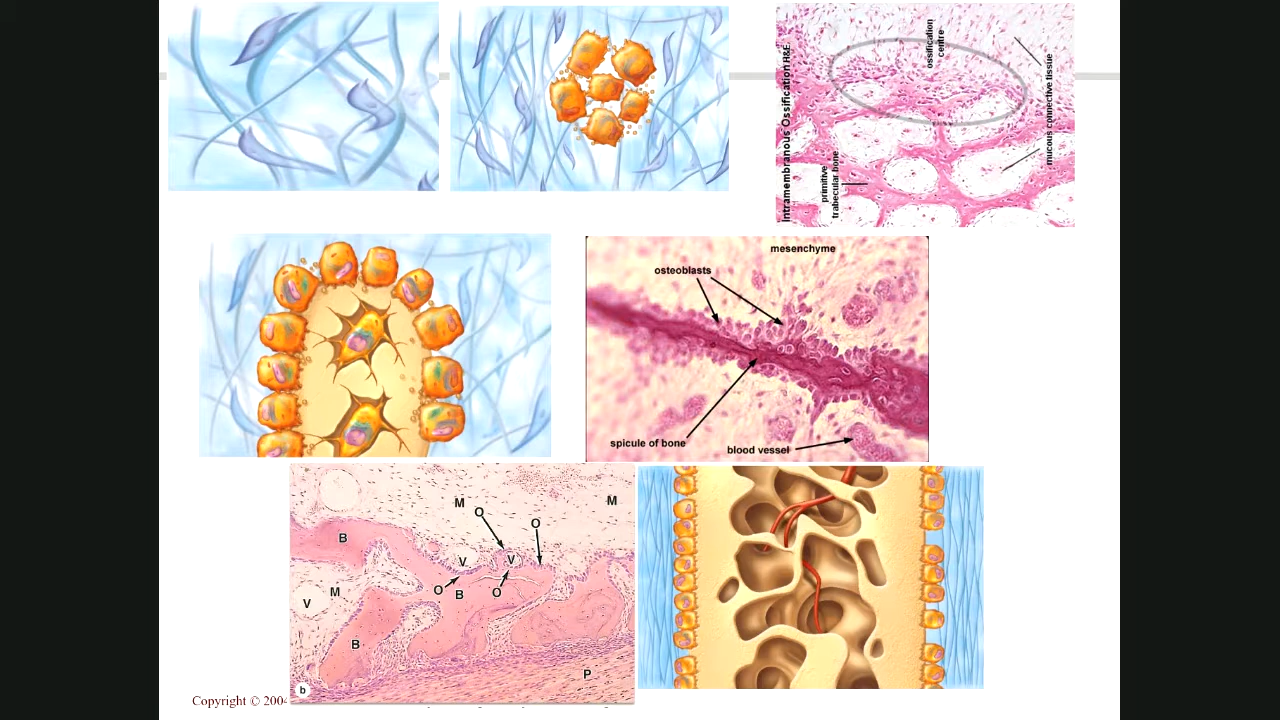 Intramembranous Ossification H&E
ossification
centre
mucous connective tissue
primitive
trabecular bone
mesenchyme
osteoblasts
spicule of bone
blood vessel
M
M
O
O
B
V
V
O
B
O
M
V
B
P
b
Copyright © 200